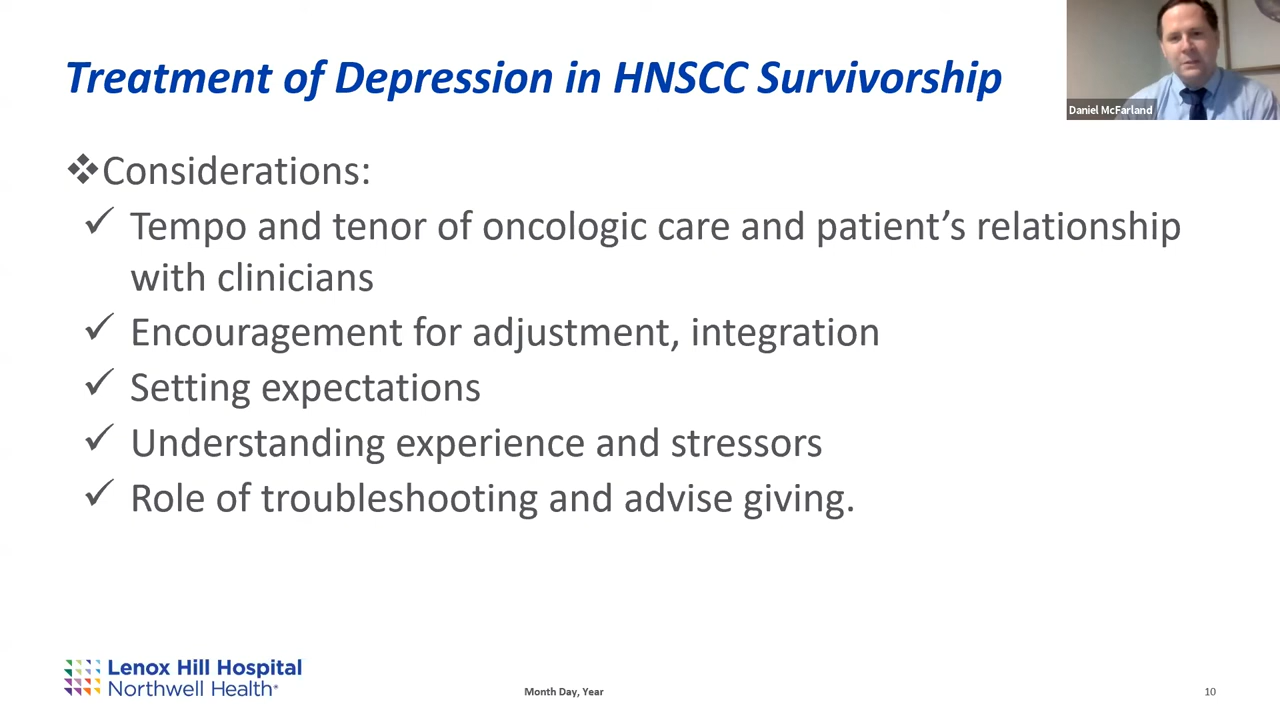 Treatment of Depression in HNSCC Survivorship
Daniel McFarland
❖Considerations:
✓ Tempo and tenor of oncologic care and patient’s relationship
with clinicians
✓ Encouragement for adjustment, integration
✓ Setting expectations
✓ Understanding experience and stressors
✓ Role of troubleshooting and advise giving.
Lenox Hill Hospital
Northwell Health
Month Day, Year
10